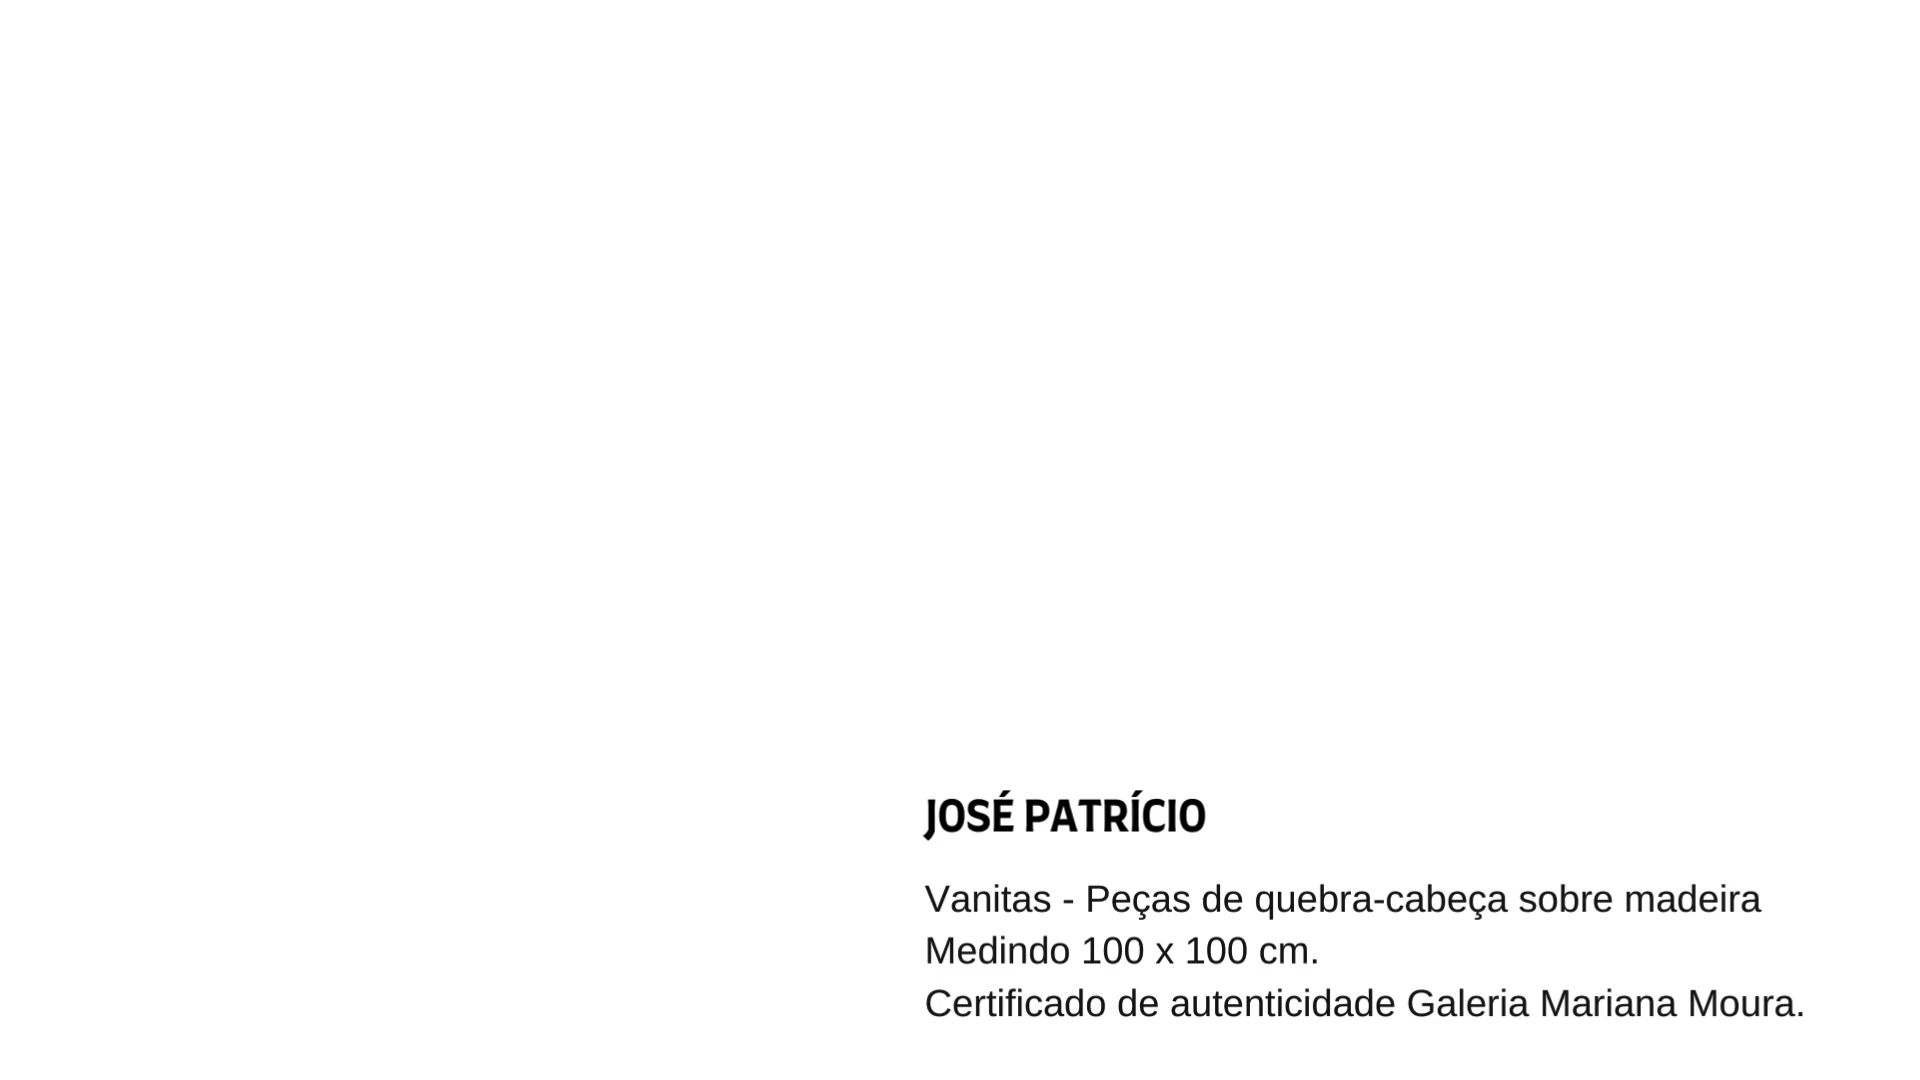 JOSÉ PATRÍCIO
Vanitas - Peças de quebra-cabeça sobre madeira
Medindo 100 x 100 cm.
Certificado de autenticidade Galeria Mariana Moura.